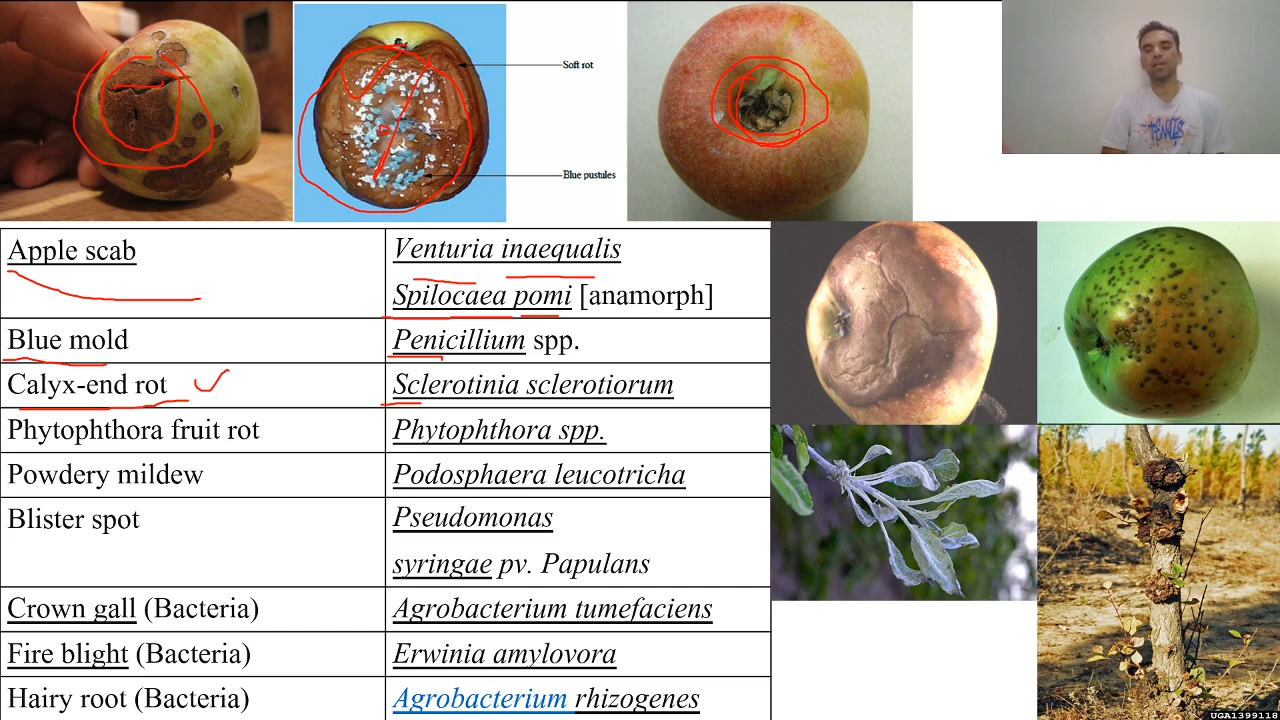 Soft rot
Blue pustules
TENNIS
Apple scab
Venturia inaequalis
Spilocaea pomi [anamorph]
Blue mold
Penicillium spp.
Calyx-end rot
Sclerotinia sclerotiorum
Phytophthora fruit rot
Phytophthora spp.
Powdery mildew
Podosphaera leucotricha
Blister spot
Pseudomonas
syringae pv. Papulans
Crown gall (Bacteria)
Agrobacterium tumefaciens
Fire blight (Bacteria)
Erwinia amylovora
Hairy root (Bacteria)
Agrobacterium rhizogenes
UGA1399118